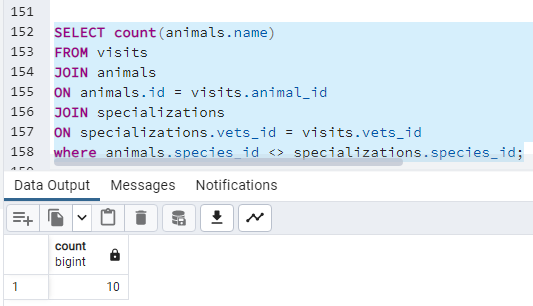 151
152 SELECT count(animals.name)
153 FROM visits
154 JOIN animals
155 ON animals.id = visits.animal_id
156 JOIN specializations
157 ON specializations.vets_id = visits.vets_id
158 where animals.species_id <> specializations.species_id;
Data Output Messages Notifications
count
bigint
1 10